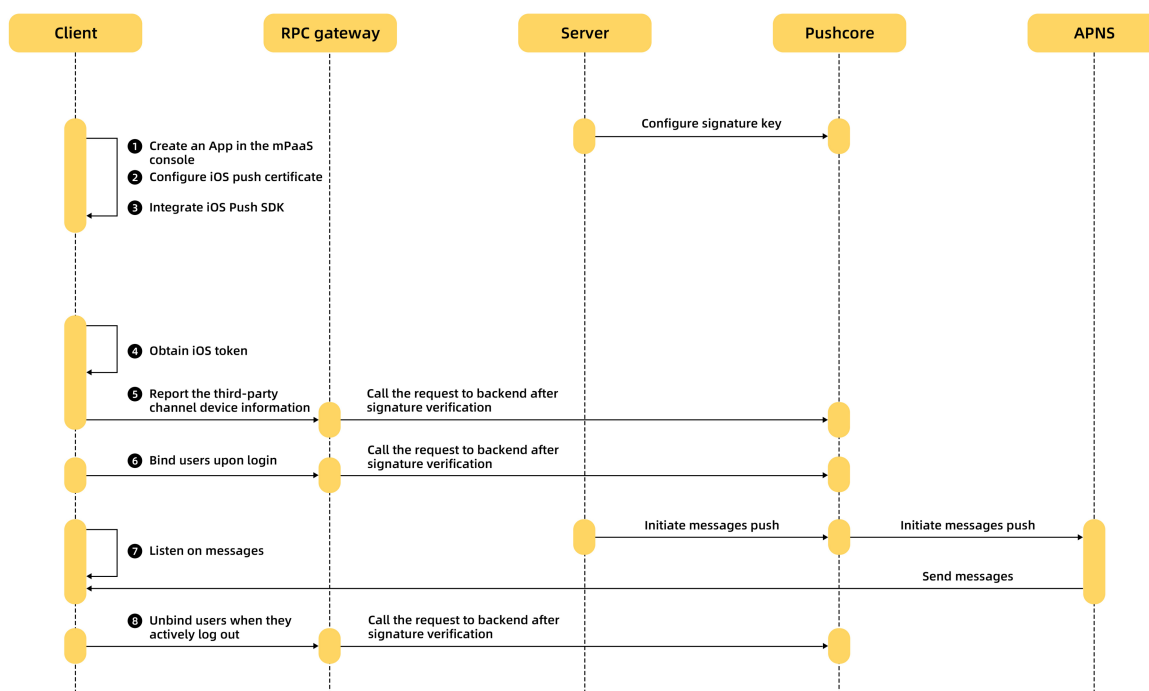 Client
RPC gateway
Server
Pushcore
APNS
Configure signature key
1 Create an App in the mPaaS
console
2 Configure iOS push certificate
3 Integrate iOS Push SDK
4 Obtain iOS token
5 Report the third-party
channel device information
Call the request to backend after
signature verification
6 Bind users upon login
Call the request to backend after
signature verification
Initiate messages push
Initiate messages push
7 Listen on messages
Send messages
8 Unbind users when they
actively log out
Call the request to backend after
signature verification